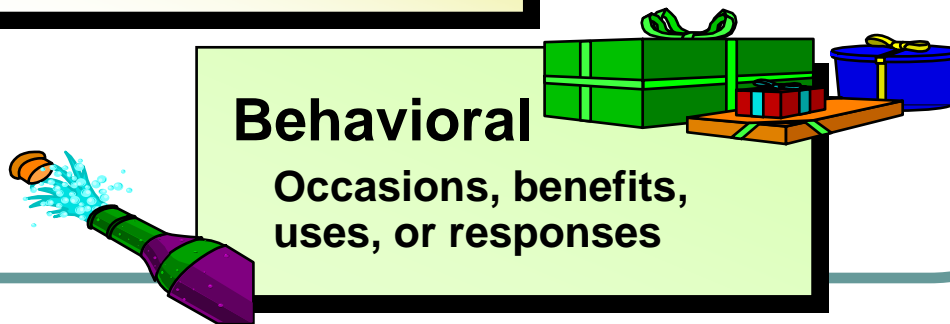 Behavioral
Occasions, benefits,
uses, or responses